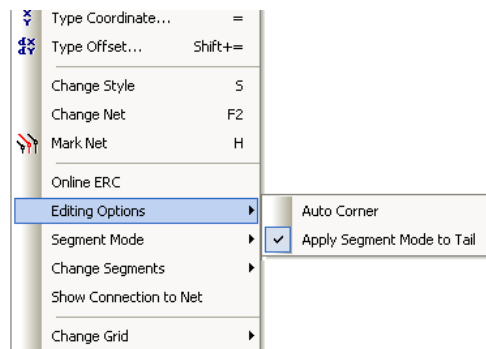 Type Coordinate... =
Type Offset... Shift+=
Change Style S
Change Net F2
Mark Net H
Online ERC
Editing Options
Auto Corner
Segment Mode
Apply Segment Mode to Tail
Change Segments
Show Connection to Net
Change Grid